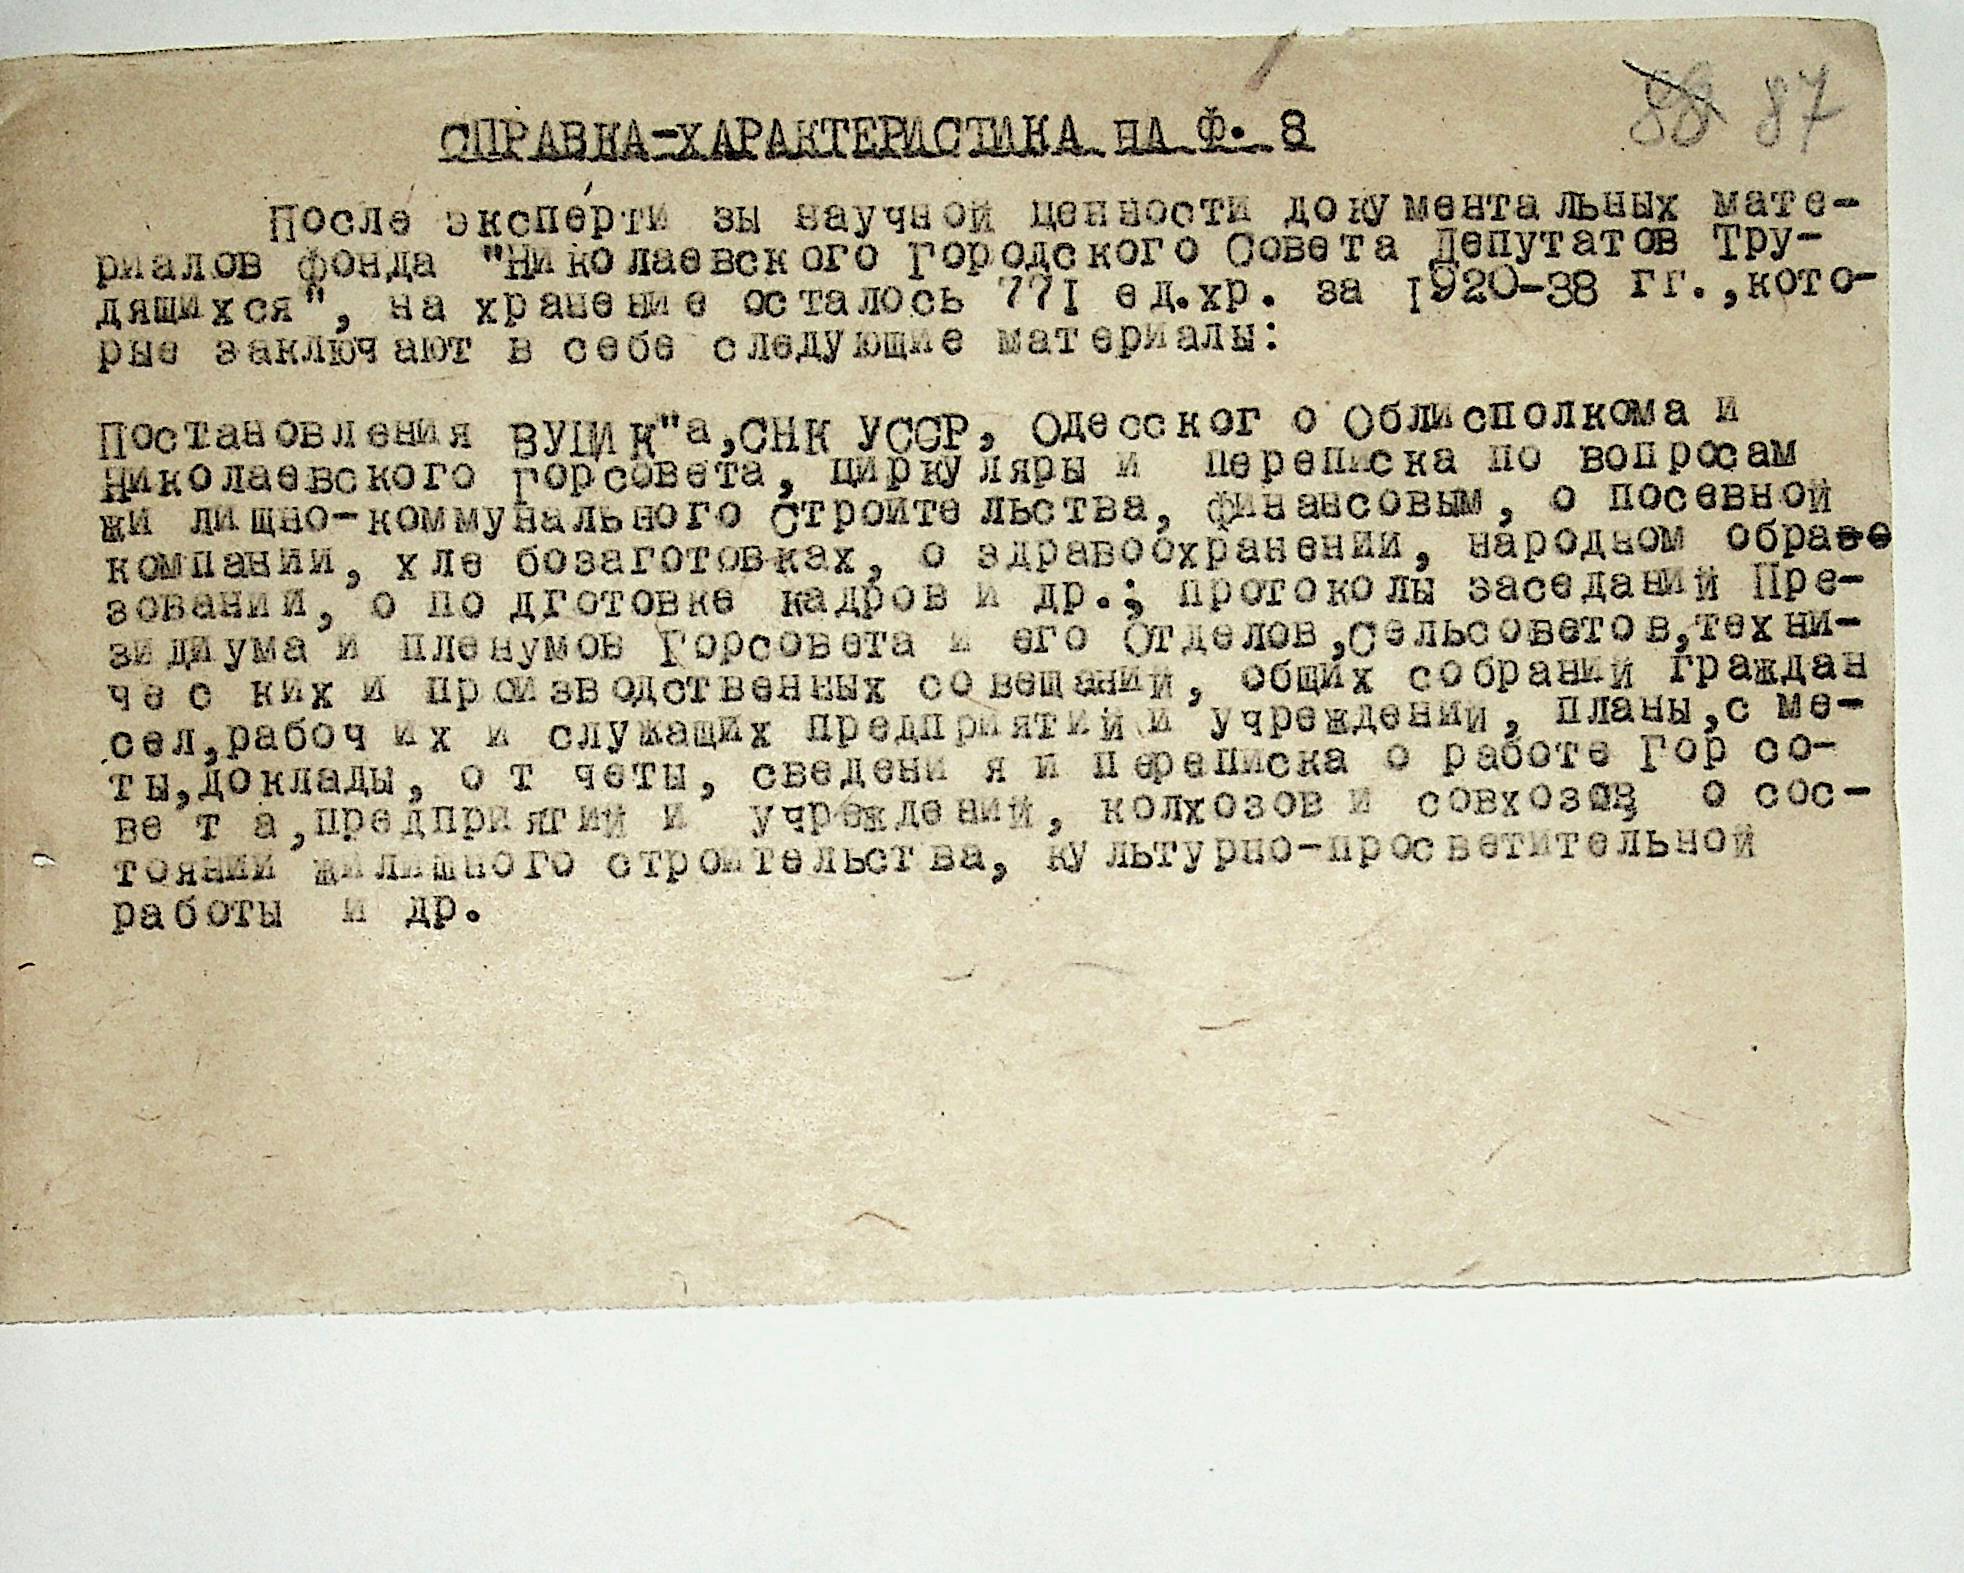 88 87
СПРАВКА-ХАРАКТЕРИСТИКА НА Ф. 8
После экспертизы научной ценности документальных мате-
риалов фонда "Николаевского Городского Совета Депутатов Тру-
дящихся", на хранение осталось 771 ед.хр. за 1920-38 гг.,кото-
рые заключают в себе следующие материалы:
Постановления ВУЦИК"а,СНК УССР, Одесского Облисполкома и
Николаевского горсовета, циркуляры и переписка по вопросам
жилищно-коммунального строительства, финансовым, о посевной
компании, хлебозаготовках, о здравоохранении, народном обра
зовании, о подготовке кадров и др.; протоколы заседаний Пре-
зидиума и пленумов Горсовета и его Отделов,Сельсоветов,техни-
ческих и производственных совещаний, общих собраний граждан
сел,рабочих и служащих предприятий и учреждений, планы,сме-
ты,доклады, отчеты, сведения и переписка о работе Горсо-
вета,предприятий и учреждений, колхозов и совхозов, о сос-
тоянии жилищного строительства, культурно-просветительной
работы и др.